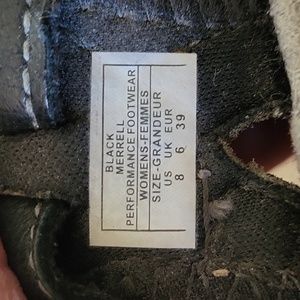 BLACK
MERRELL
PERFORMANCE FOOTWEAR
WOMENS-FEMMES
SIZE-GRANDEUR
US UK EUR
8 6 39